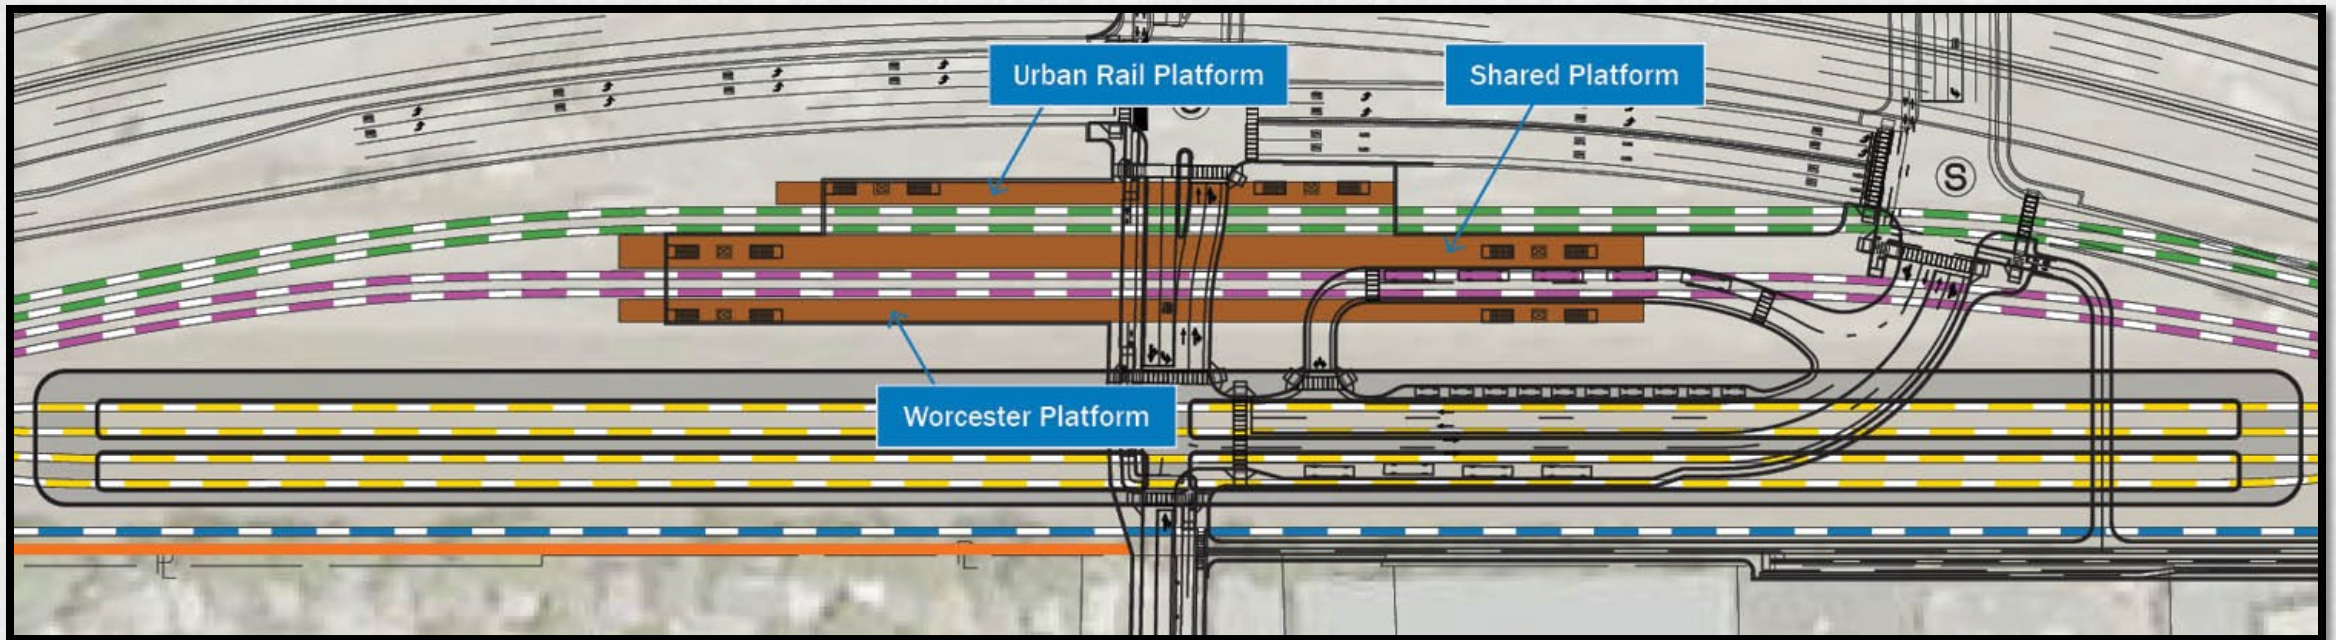 Urban Rail Platform
Shared Platform
S
Worcester Platform